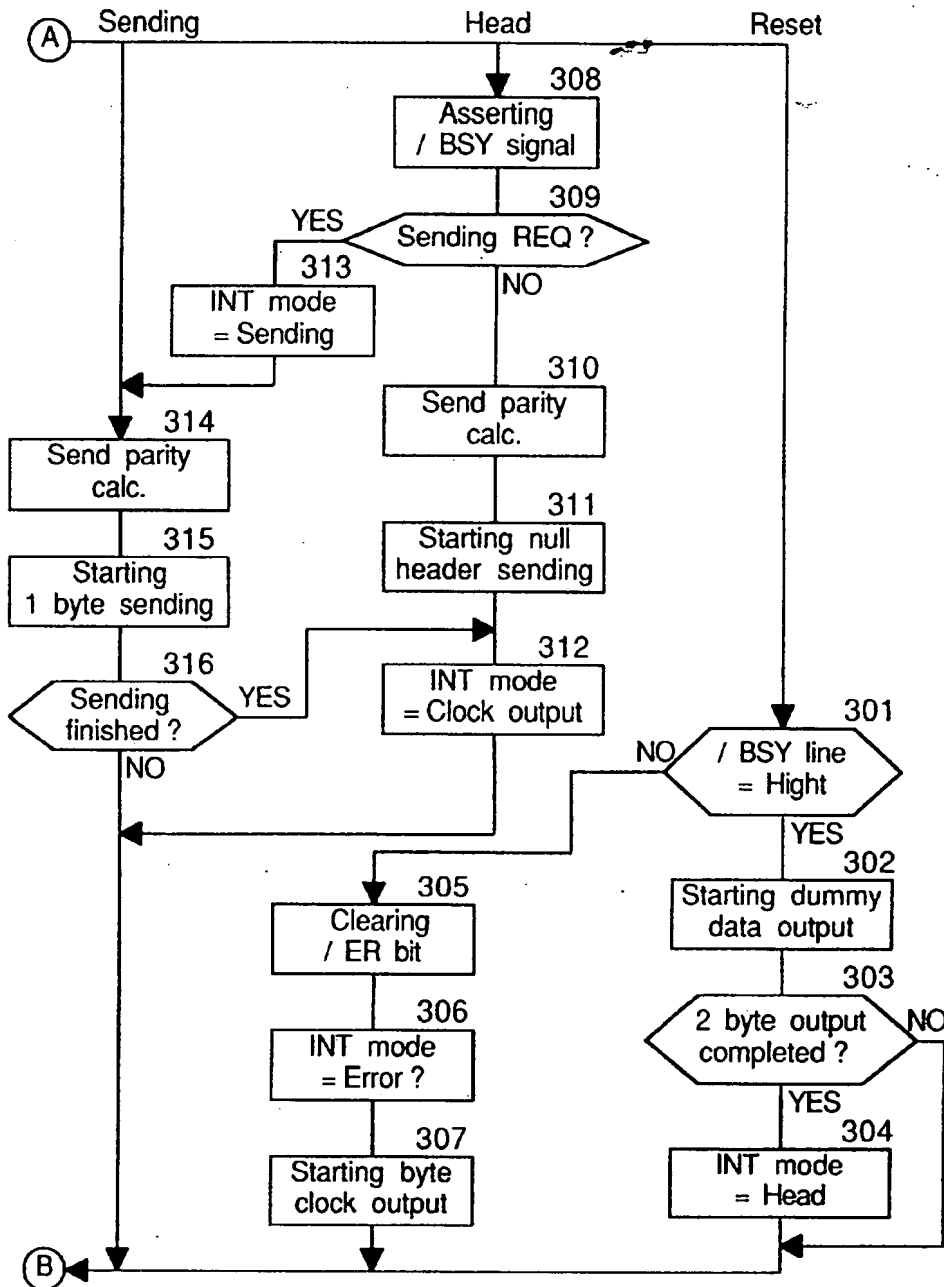 A
Sending
Head
Reset
308
Asserting
/ BSY signal
309
YES
Sending REQ ?
NO
313
INT mode
= Sending
310
Send parity
calc.
314
Send parity
calc.
311
Starting null
header sending
315
Starting
1 byte sending
312
INT mode
= Clock output
316
Sending
finished ?
YES
NO
301
/ BSY line
= Hight
NO
YES
302
Starting dummy
data output
305
Clearing
/ ER bit
303
2 byte output
completed ?
NO
YES
306
INT mode
= Error ?
304
INT mode
= Head
307
Starting byte
clock output
B